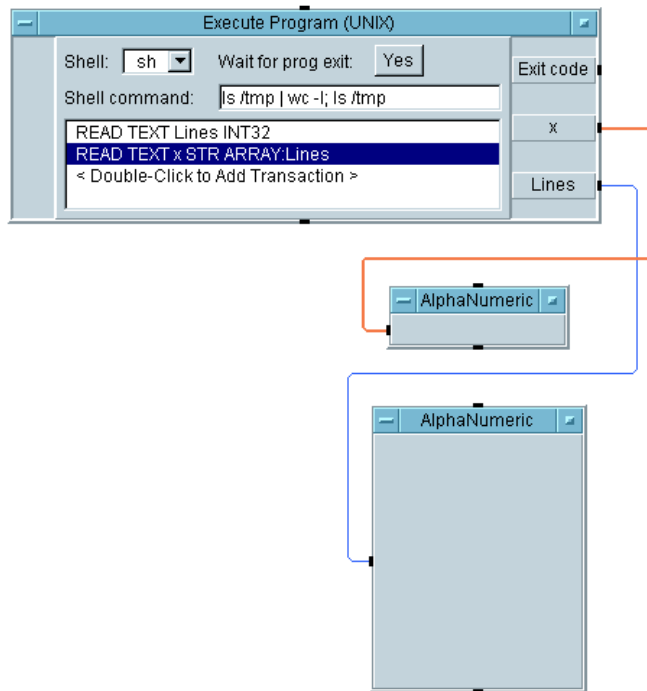 Execute Program (UNIX)
Shell: sh Wait for prog exit: Yes
Shell command: ls /tmp | wc -l; ls /tmp
READ TEXT Lines INT32
READ TEXT x STR ARRAY:Lines
< Double-Click to Add Transaction >
Exit code
x
Lines
AlphaNumeric
AlphaNumeric